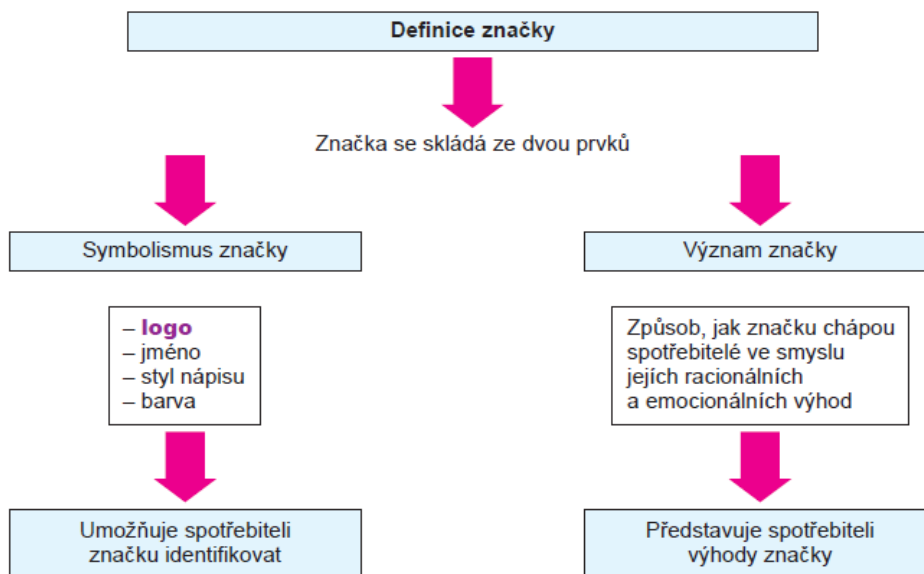 Definice značky
Značka se skládá ze dvou prvků
Symbolismus značky
– logo
– jméno
– styl nápisu
– barva
Umožňuje spotřebiteli
značku identifikovat
Význam značky
Způsob, jak značku chápou
spotřebitelé ve smyslu
jejích racionálních
a emocionálních výhod
Představuje spotřebiteli
výhody značky